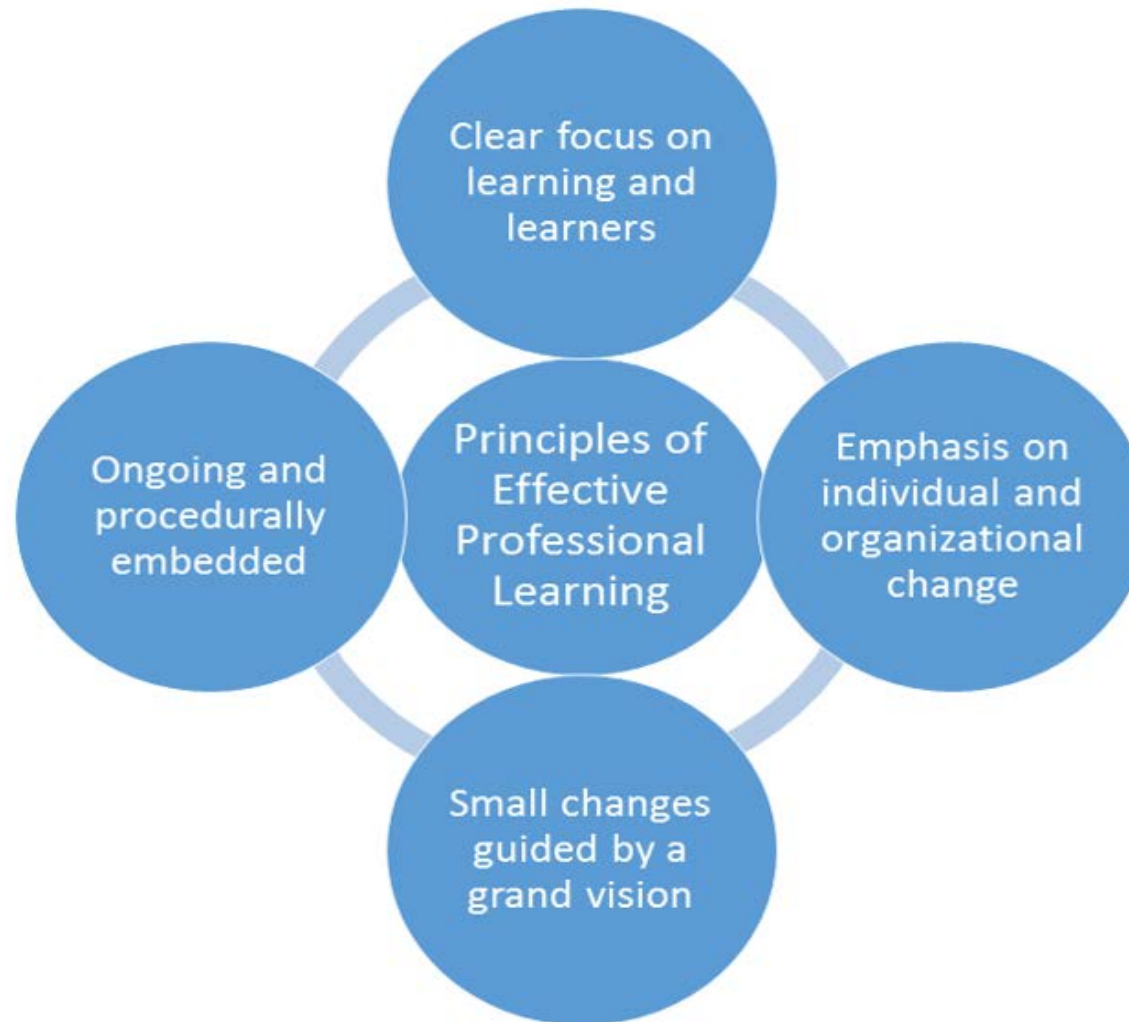 Clear focus on
learning and
learners
Ongoing and
procedurally
embedded
Principles of
Effective
Professional
Learning
Emphasis on
individual and
organizational
change
Small changes
guided by a
grand vision